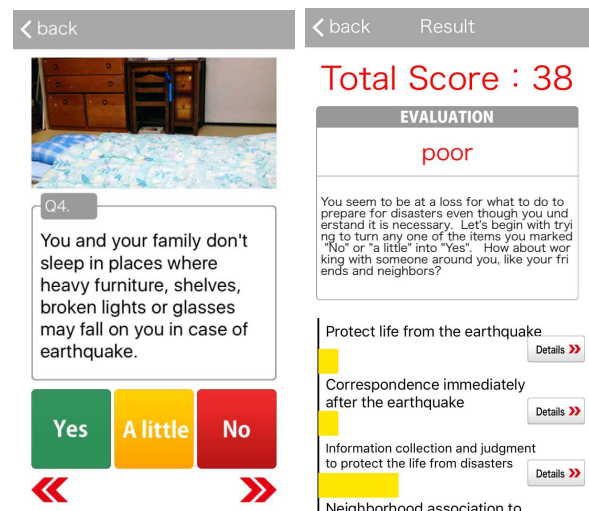 back
Q4.
You and your family don't
sleep in places where
heavy furniture, shelves,
broken lights or glasses
may fall on you in case of
earthquake.
Yes
A little
No
back
Result
Total Score : 38
EVALUATION
poor
You seem to be at a loss for what to do to
prepare for disasters even though you und
erstand it is necessary. Let's begin with tryi
ng to turn any one of the items you marked
"No" or "a little" into "Yes". How about wor
king with someone around you, like your fri
ends and neighbors?
Protect life from the earthquake
Details
Correspondence immediately
after the earthquake
Details
Information collection and judgment
to protect the life from disasters
Details
Neighborhood association to